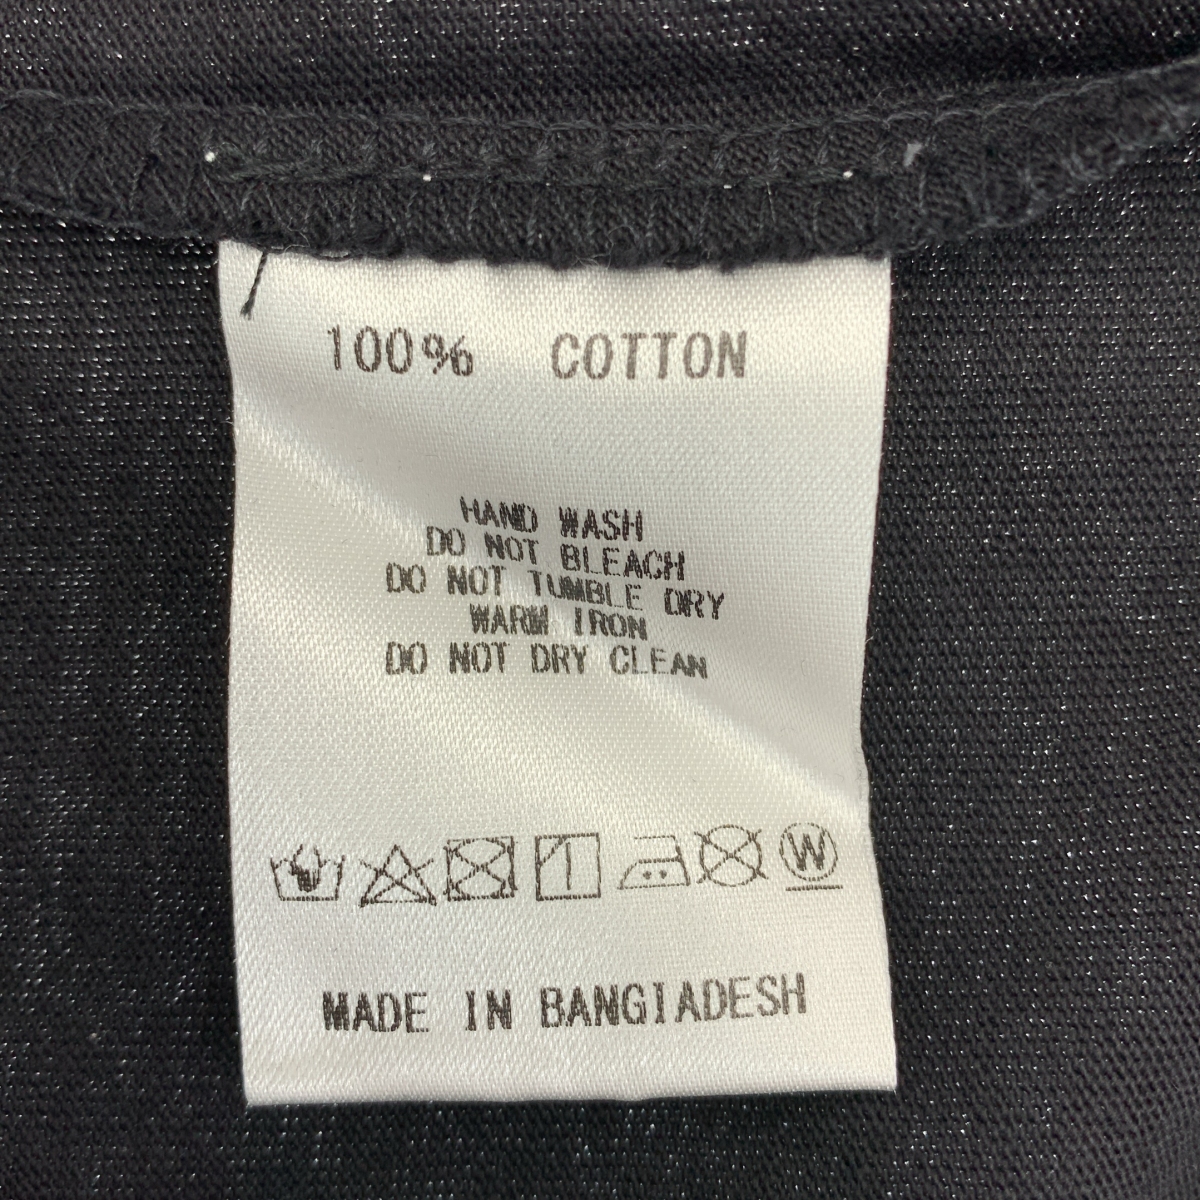 100% COTTON
HAND WASH
DO NOT BLEACH
DO NOT TUMBLE DRY
WARM IRON
DO NOT DRY CLEAN
W
MADE IN BANGIADESH